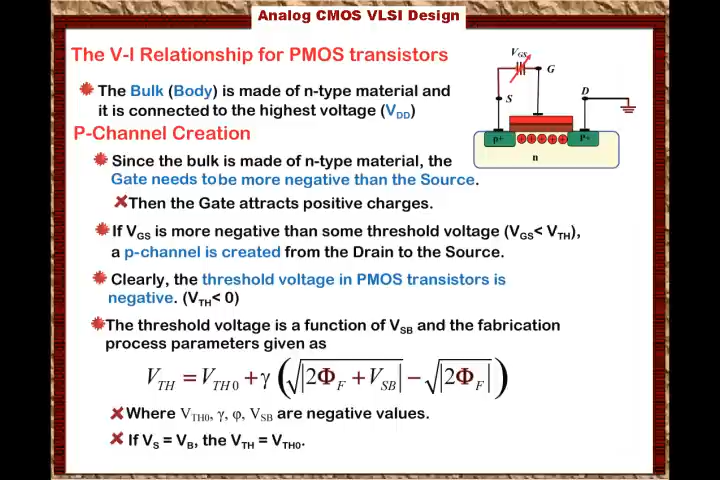 Analog CMOS VLSI Design
The V-I Relationship for PMOS transistors
The Bulk (Body) is made of n-type material and
it is connected to the highest voltage (VDD)
P-Channel Creation
Since the bulk is made of n-type material, the
Gate needs to be more negative than the Source.
Then the Gate attracts positive charges.
If VGS is more negative than some threshold voltage (VGS< VTH),
a p-channel is created from the Drain to the Source.
Clearly, the threshold voltage in PMOS transistors is
negative. (VTH< 0)
The threshold voltage is a function of VSB and the fabrication
process parameters given as
VTH = VTH0 + γ (√|2ΦF + VSB| − √|2ΦF|)
Where VTH0, γ, φ, VSB are negative values.
If VS = VB, the VTH = VTH0.
VGS
G
S
D
p+
P+
n